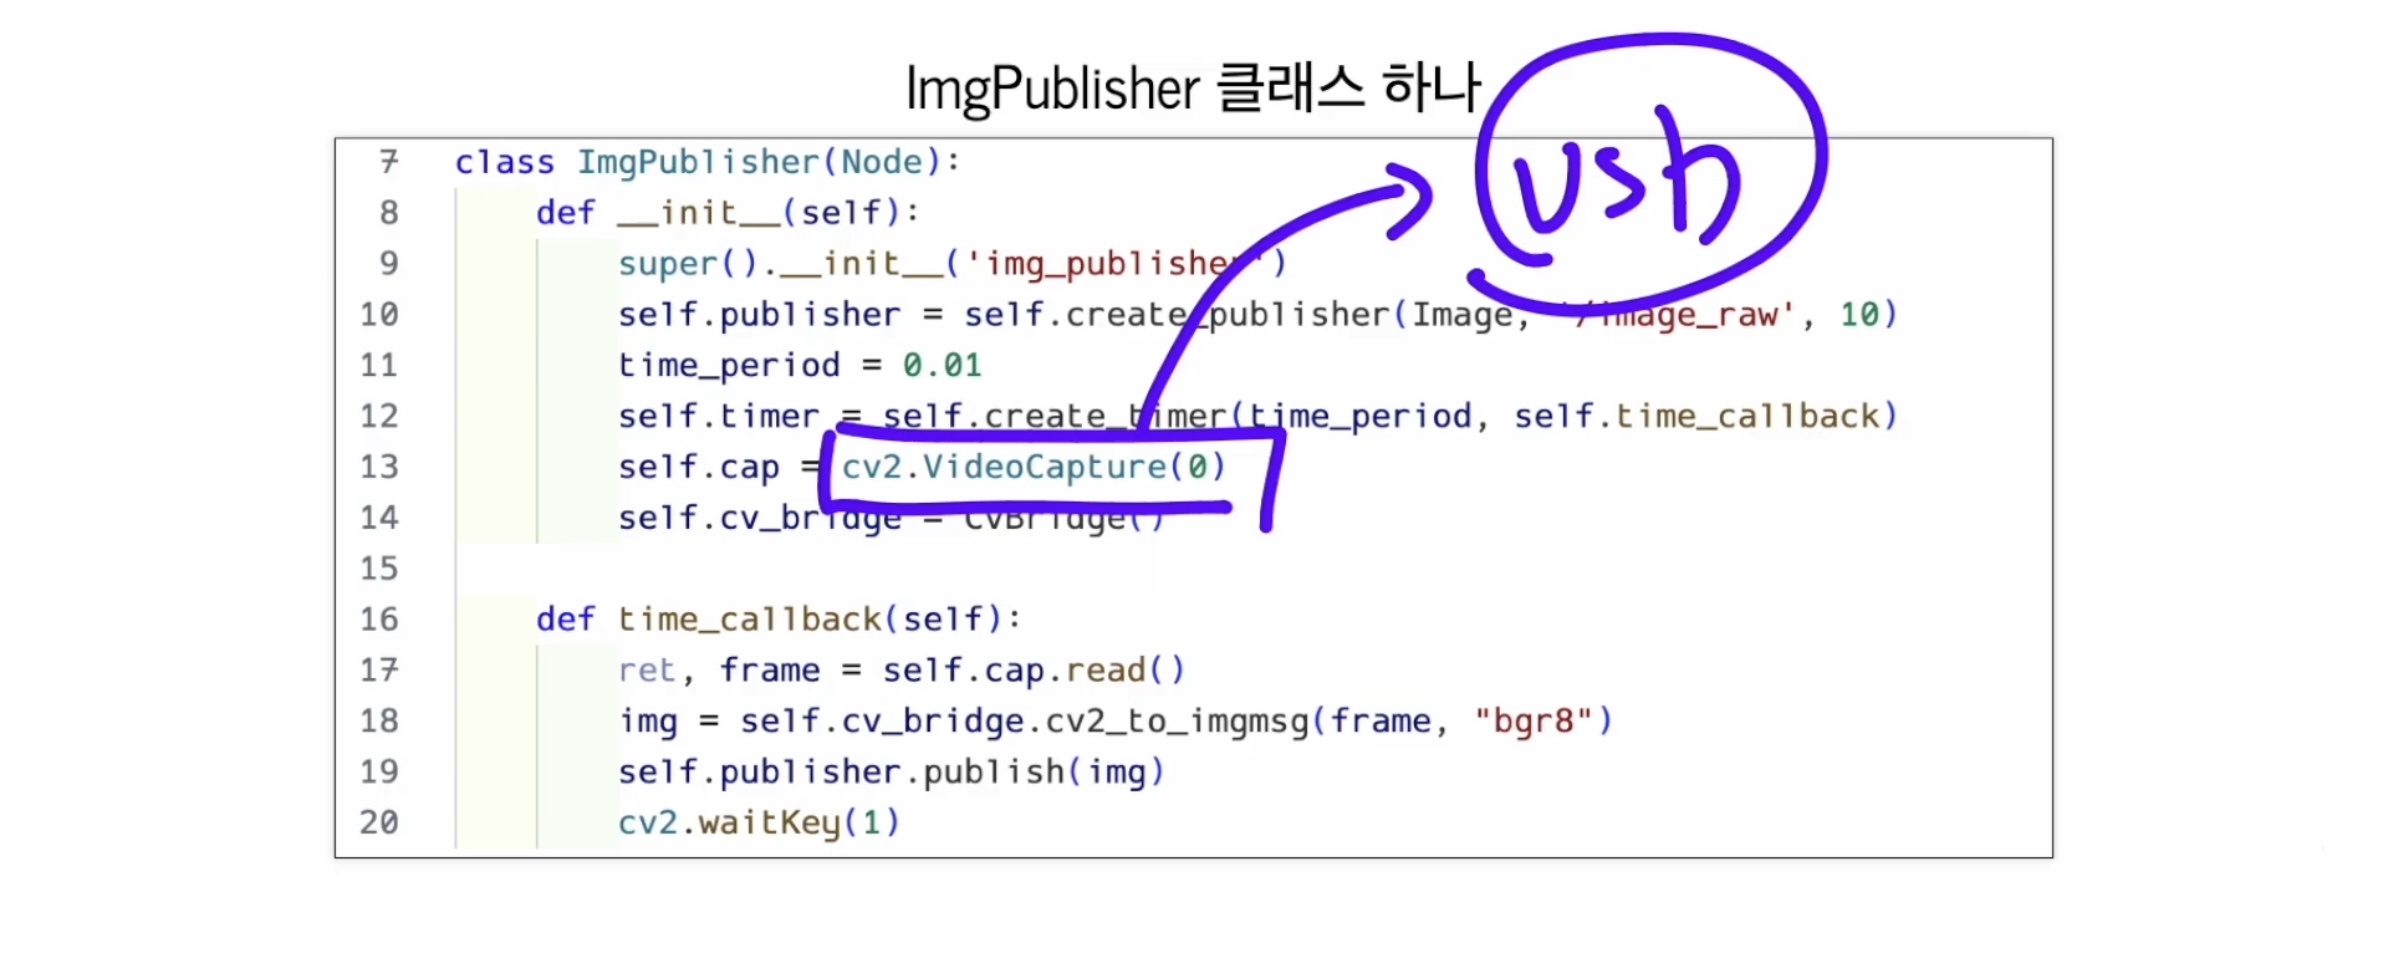 ImgPublisher 클래스 하나
usb
7 class ImgPublisher(Node):
8 def __init__(self):
9 super().__init__('img_publisher')
10 self.publisher = self.create_publisher(Image, '/image_raw', 10)
11 time_period = 0.01
12 self.timer = self.create_timer(time_period, self.time_callback)
13 self.cap = cv2.VideoCapture(0)
14 self.cv_bridge = CvBridge()
15
16 def time_callback(self):
17 ret, frame = self.cap.read()
18 img = self.cv_bridge.cv2_to_imgmsg(frame, "bgr8")
19 self.publisher.publish(img)
20 cv2.waitKey(1)